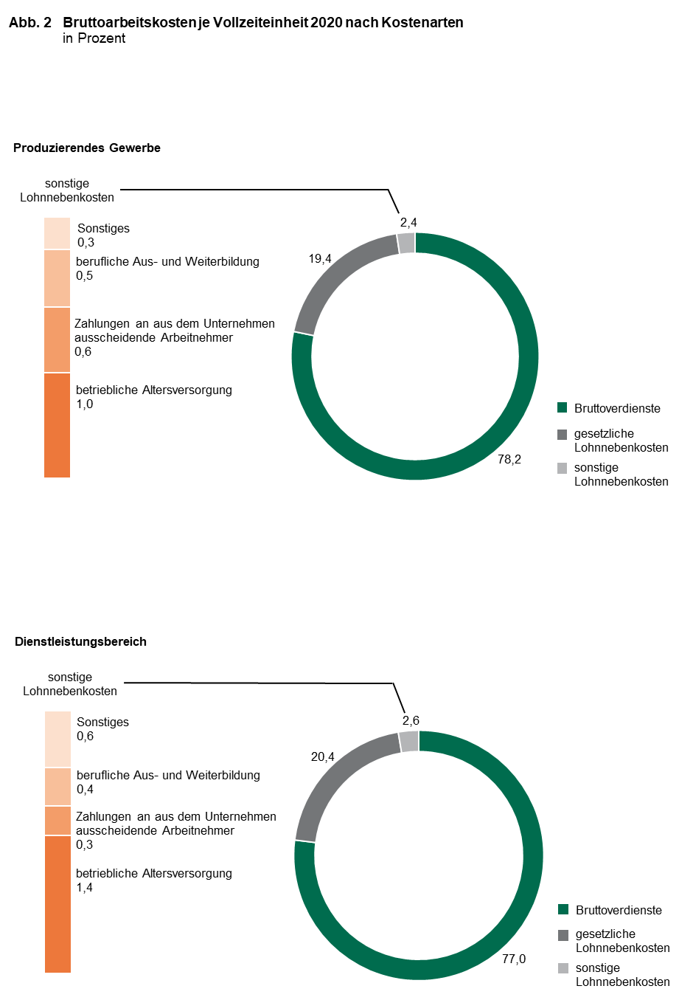 Abb. 2 Bruttoarbeitskosten je Vollzeiteinheit 2020 nach Kostenarten
in Prozent
Produzierendes Gewerbe
sonstige
Lohnnebenkosten
Sonstiges
0,3
berufliche Aus- und Weiterbildung
0,5
Zahlungen an aus dem Unternehmen
ausscheidende Arbeitnehmer
0,6
betriebliche Altersversorgung
1,0
2,4
19,4
78,2
Bruttoverdienste
gesetzliche
Lohnnebenkosten
sonstige
Lohnnebenkosten
Dienstleistungsbereich
sonstige
Lohnnebenkosten
Sonstiges
0,6
berufliche Aus- und Weiterbildung
0,4
Zahlungen an aus dem Unternehmen
ausscheidende Arbeitnehmer
0,3
betriebliche Altersversorgung
1,4
2,6
20,4
77,0
Bruttoverdienste
gesetzliche
Lohnnebenkosten
sonstige
Lohnnebenkosten